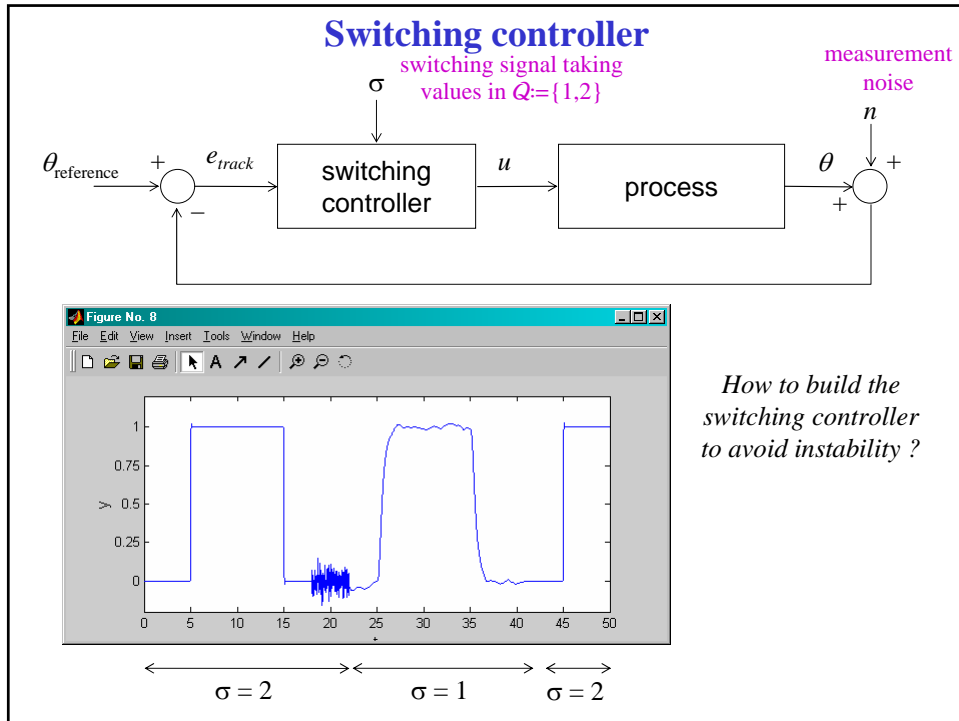 Switching controller
switching signal taking
values in Q:={1,2}
measurement
noise
σ
n
θreference
+
−
etrack
switching
controller
u
process
θ
+
+
Figure No. 8
File Edit View Insert Tools Window Help
A
1
0.75
0.5
0.25
0
y
0 5 10 15 20 25 30 35 40 45 50
How to build the
switching controller
to avoid instability ?
σ = 2
σ = 1
σ = 2